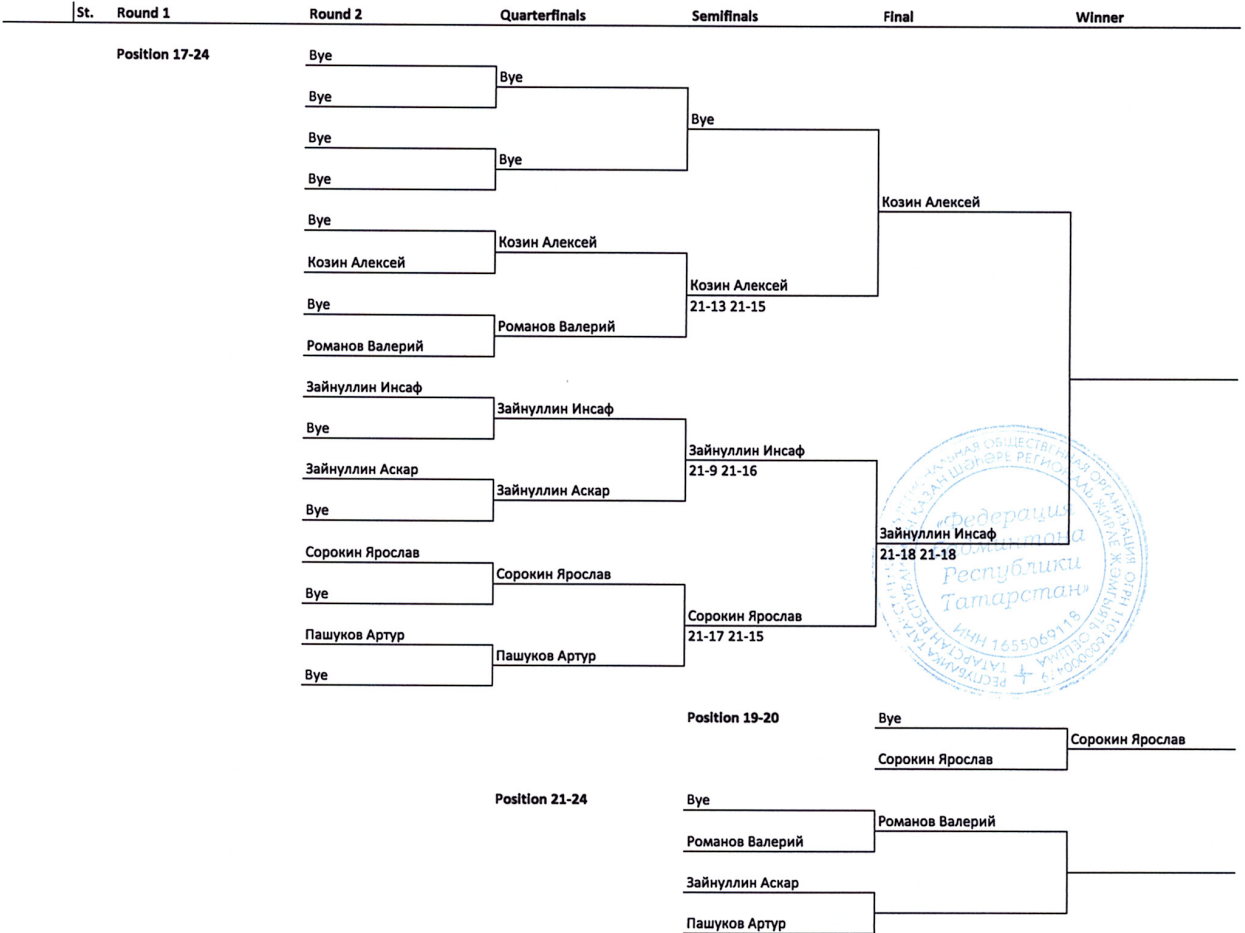 St. Round 1 Round 2 Quarterfinals Semifinals Final Winner
Position 17-24
Bye
Bye
Bye
Bye
Bye
Bye
Bye
Bye
Козин Алексей
Козин Алексей
Козин Алексей
Козин Алексей
21-13 21-15
Bye
Романов Валерий
Романов Валерий
Зайнуллин Инсаф
Зайнуллин Инсаф
Bye
Зайнуллин Инсаф
21-9 21-16
Зайнуллин Аскар
Зайнуллин Аскар
Bye
Зайнуллин Инсаф
21-18 21-18
Сорокин Ярослав
Сорокин Ярослав
Bye
Сорокин Ярослав
21-17 21-15
Пашуков Артур
Пашуков Артур
Bye
«Федерация
бадминтона
Республики
Татарстан»
ИНН 1655069118
Position 19-20
Bye
Сорокин Ярослав
Сорокин Ярослав
Position 21-24
Bye
Романов Валерий
Романов Валерий
Зайнуллин Аскар
Пашуков Артур